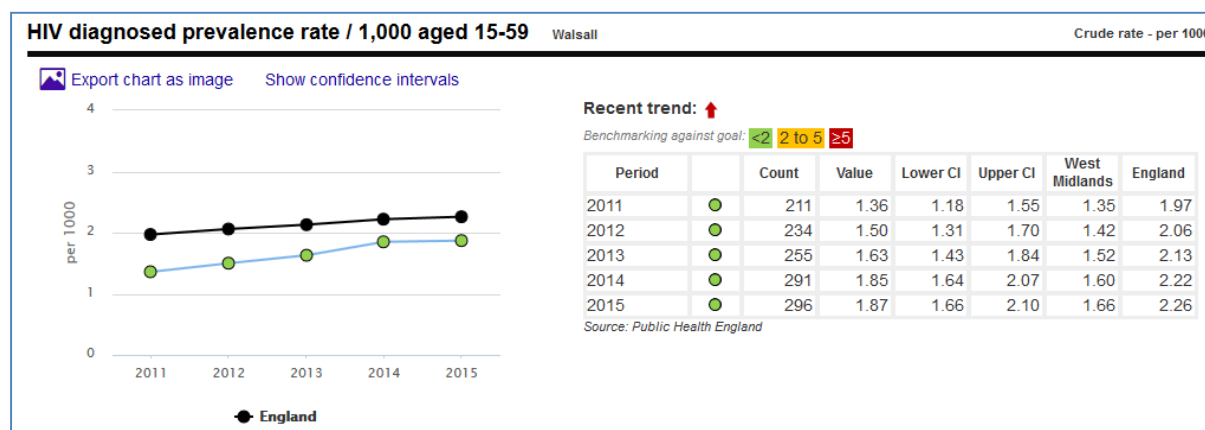 HIV diagnosed prevalence rate / 1,000 aged 15-59 Walsall Crude rate - per 1000
Export chart as image Show confidence intervals
4
3
2
1
0
per 1000
2011 2012 2013 2014 2015
England
Recent trend:
Benchmarking against goal: <2 2 to 5 ≥5
Period Count Value Lower CI Upper CI West Midlands England
2011 211 1.36 1.18 1.55 1.35 1.97
2012 234 1.50 1.31 1.70 1.42 2.06
2013 255 1.63 1.43 1.84 1.52 2.13
2014 291 1.85 1.64 2.07 1.60 2.22
2015 296 1.87 1.66 2.10 1.66 2.26
Source: Public Health England